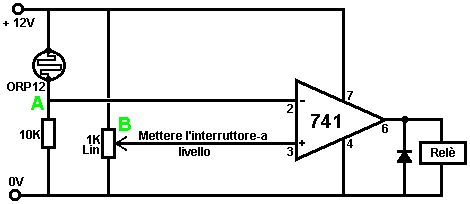 + 12V
ORP12
A
10K
1K
Lin
B
Mettere l'interruttore-a
livello
2
-
3
+
741
7
4
6
Relè
0V